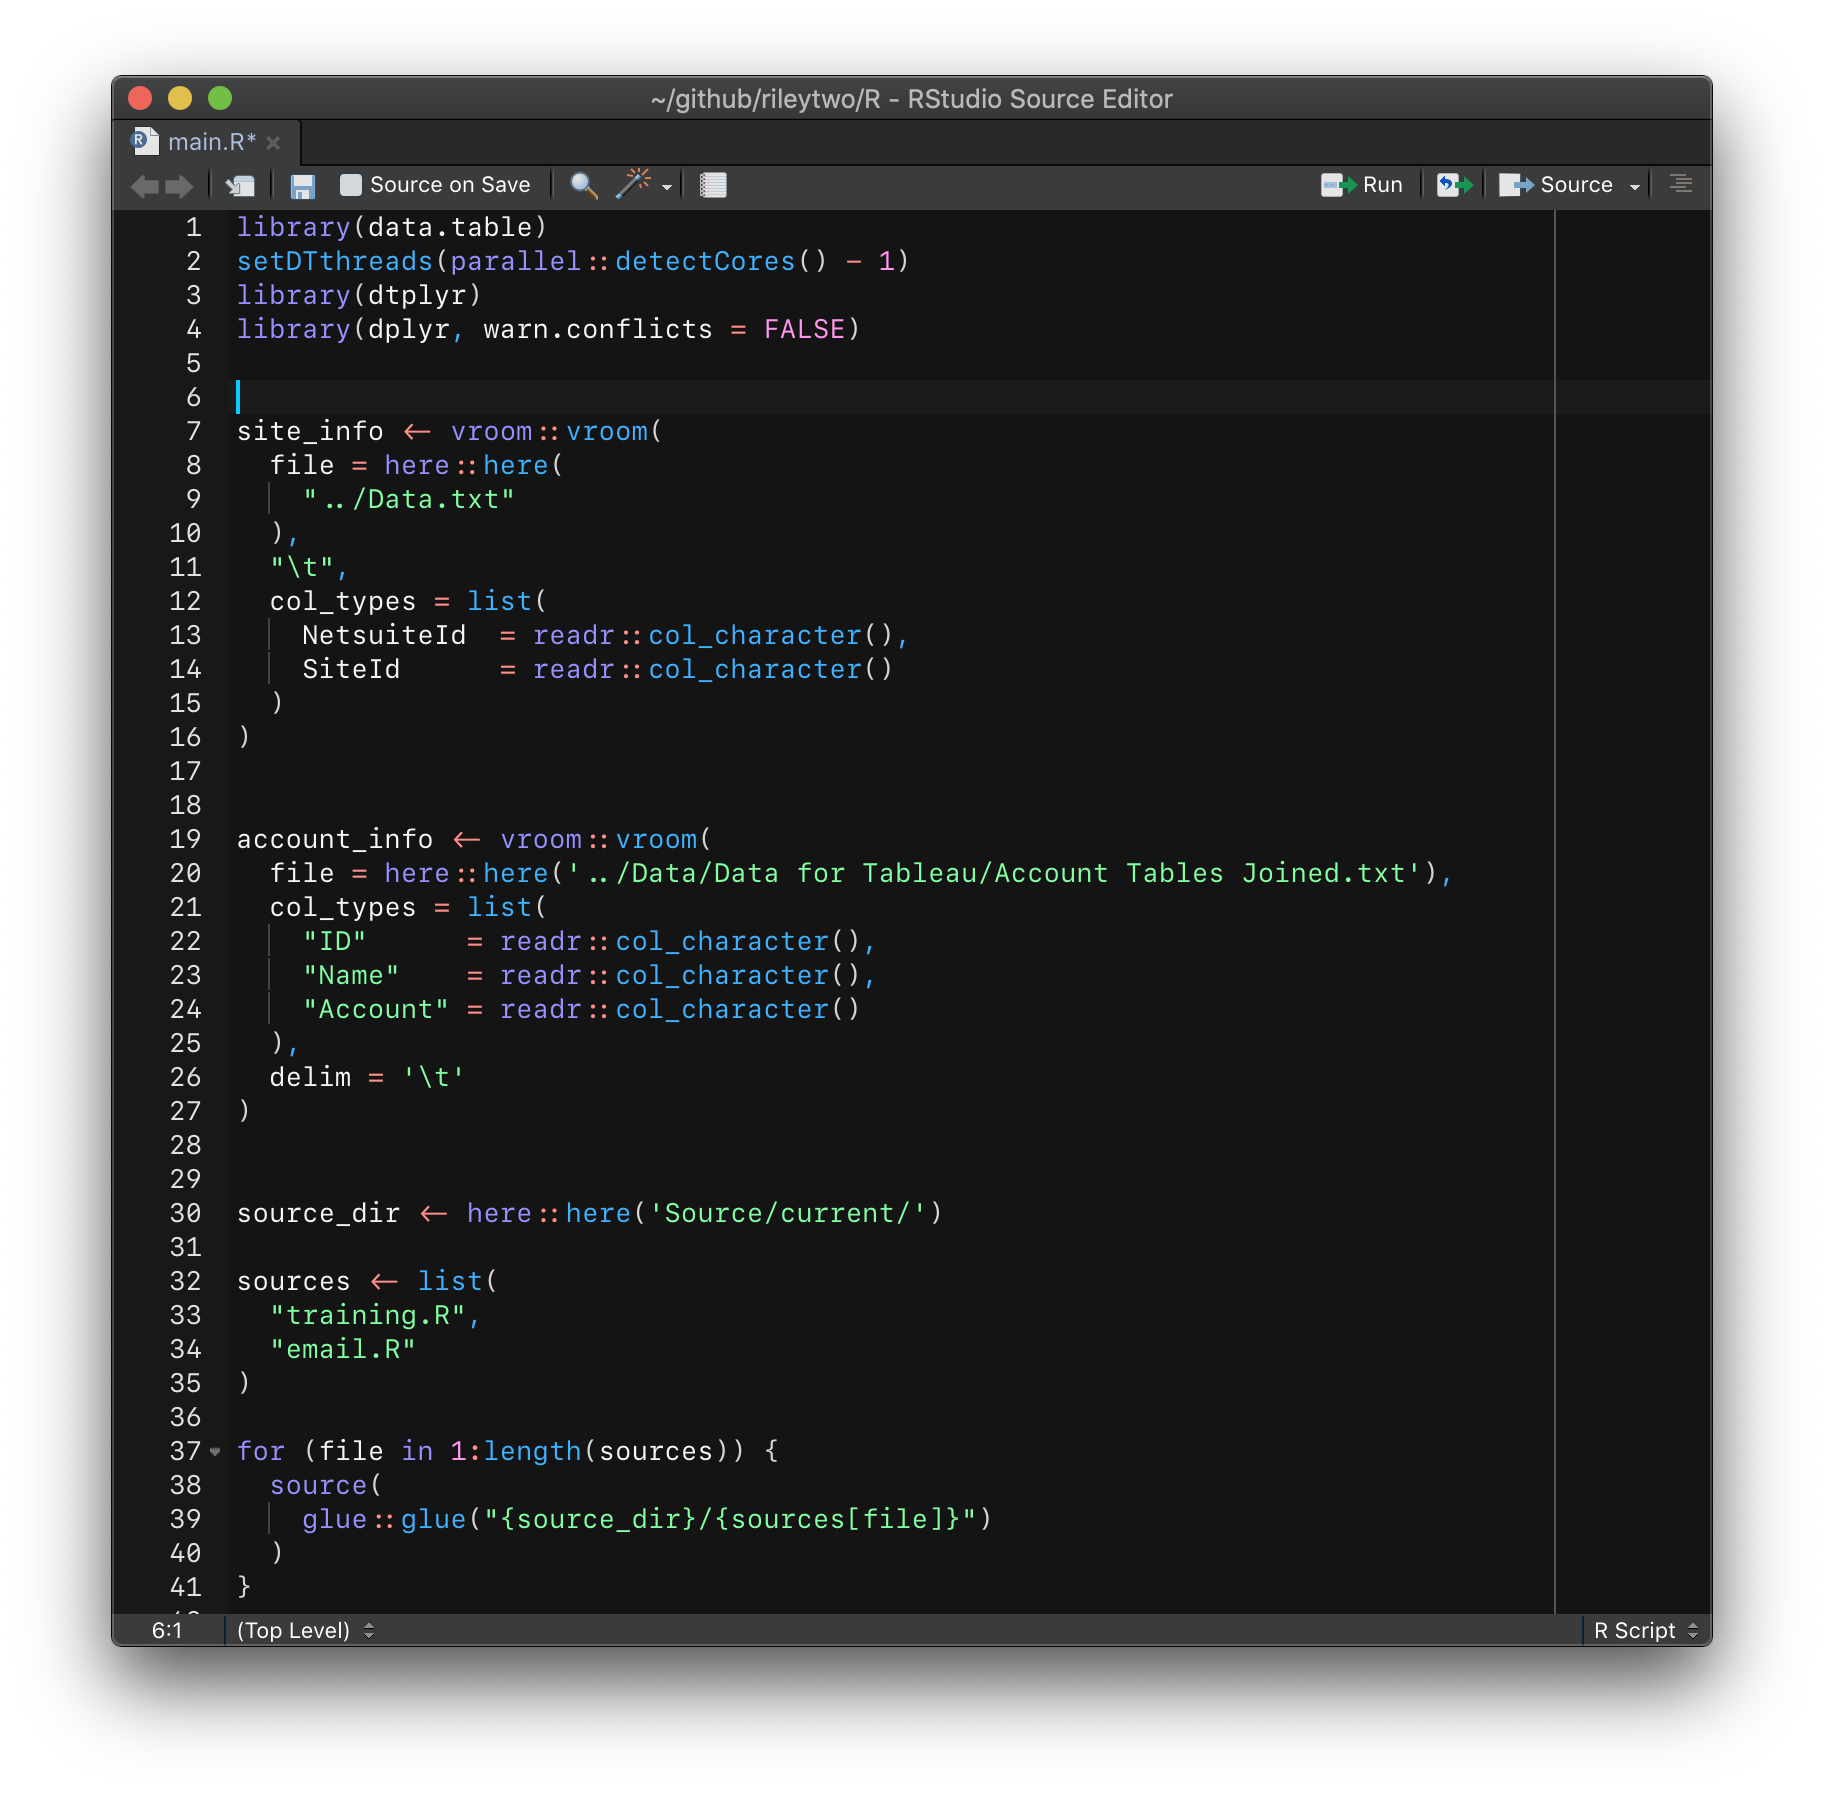 ~/github/rileytwo/R - RStudio Source Editor
main.R*
Source on Save Run Source
1 library(data.table)
2 setDTthreads(parallel::detectCores() - 1)
3 library(dtplyr)
4 library(dplyr, warn.conflicts = FALSE)
5
6
7 site_info <- vroom::vroom(
8   file = here::here(
9     "../Data.txt"
10   ),
11   "\t",
12   col_types = list(
13     NetsuiteId  = readr::col_character(),
14     SiteId      = readr::col_character()
15   )
16 )
17
18
19 account_info <- vroom::vroom(
20   file = here::here('../Data/Data for Tableau/Account Tables Joined.txt'),
21   col_types = list(
22     "ID"      = readr::col_character(),
23     "Name"    = readr::col_character(),
24     "Account" = readr::col_character()
25   ),
26   delim = '\t'
27 )
28
29
30 source_dir <- here::here('Source/current/')
31
32 sources <- list(
33   "training.R",
34   "email.R"
35 )
36
37 for (file in 1:length(sources)) {
38   source(
39     glue::glue("{source_dir}/{sources[file]}")
40   )
41 }
6:1 (Top Level) R Script